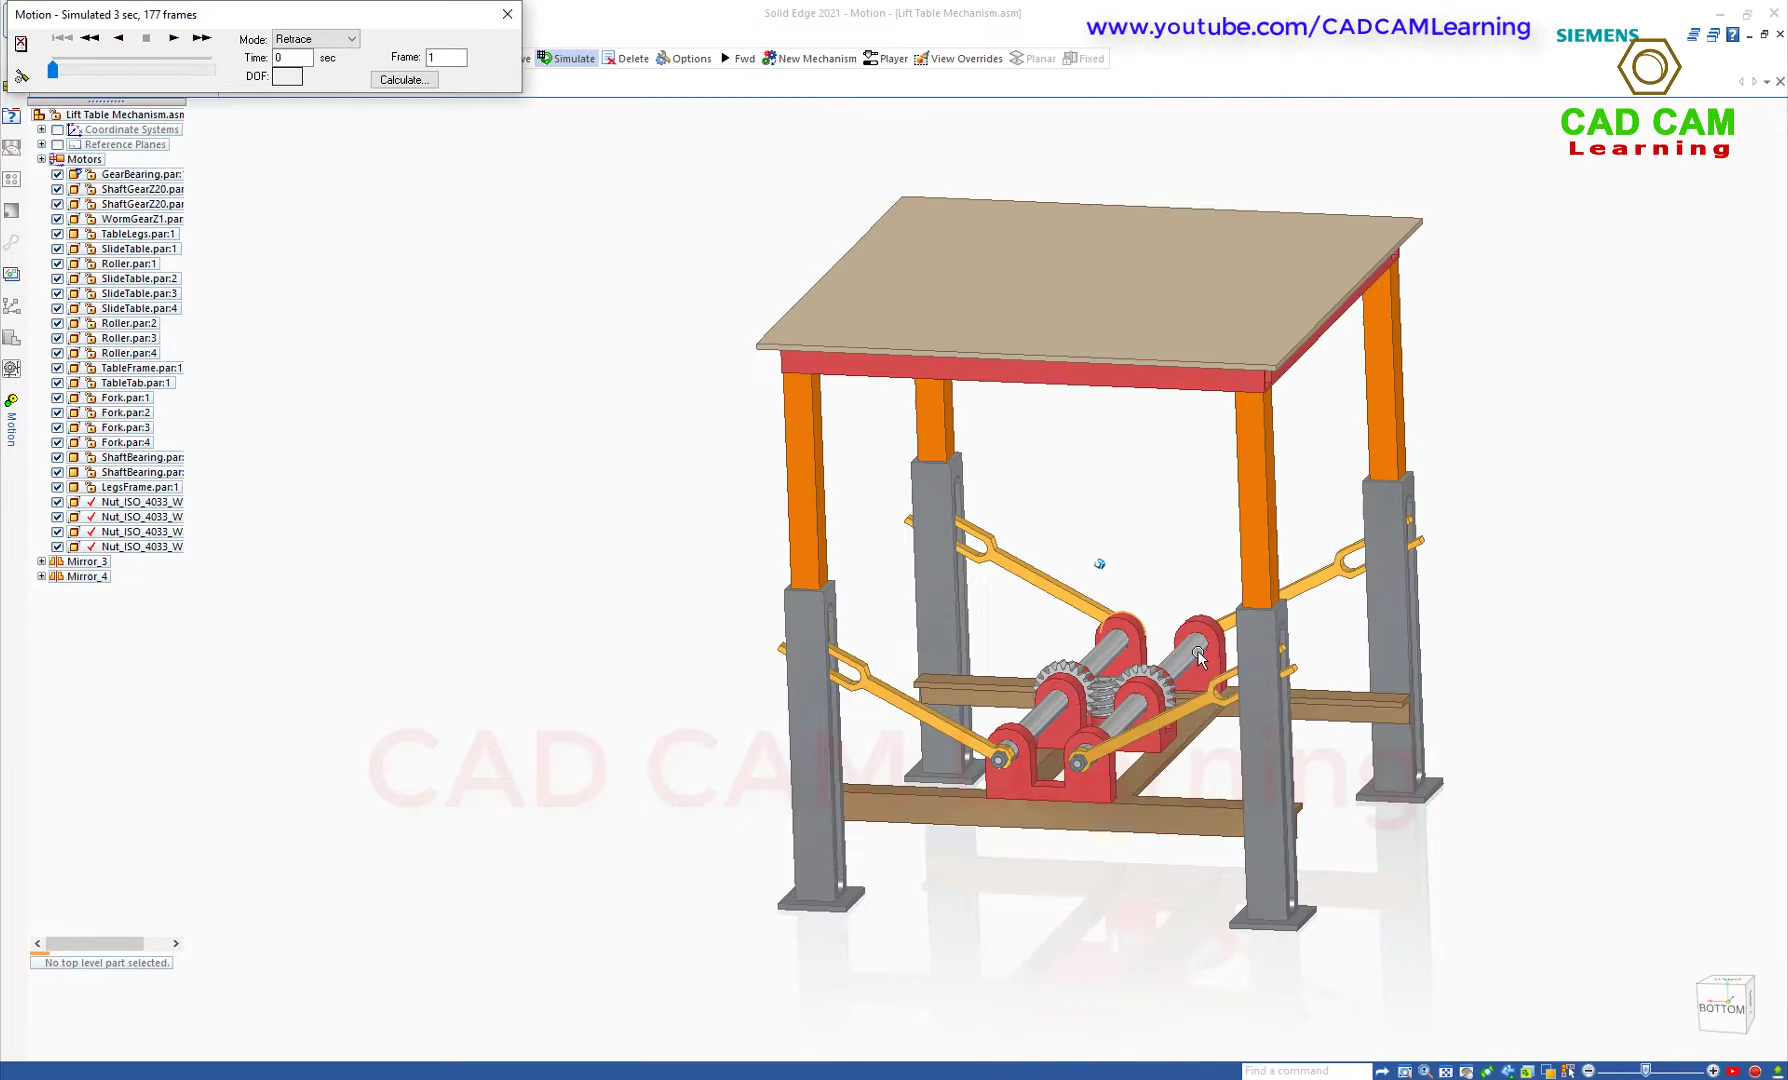 Motion - Simulated 3 sec, 177 frames
Solid Edge 2021 - Motion - [Lift Table Mechanism.asm]
www.youtube.com/CADCAMLearning
SIEMENS
Mode: Retrace
Time: 0 sec
Frame: 1
DOF:
Calculate...
Simulate
Delete
Options
Fwd
New Mechanism
Player
View Overrides
Planar
Fixed
CAD CAM
Learning
Lift Table Mechanism.asm
Coordinate Systems
Reference Planes
Motors
GearBearing.par:
ShaftGearZ20.par
ShaftGearZ20.par
WormGearZ1.par
TableLegs.par:1
SlideTable.par:1
Roller.par:1
SlideTable.par:2
SlideTable.par:3
SlideTable.par:4
Roller.par:2
Roller.par:3
Roller.par:4
TableFrame.par:1
TableTab.par:1
Fork.par:1
Fork.par:2
Fork.par:3
Fork.par:4
ShaftBearing.par:
ShaftBearing.par:
LegsFrame.par:1
Nut_ISO_4033_W
Nut_ISO_4033_W
Nut_ISO_4033_W
Nut_ISO_4033_W
Mirror_3
Mirror_4
Motion
CAD CAM Learning
No top level part selected.
BOTTOM
Find a command